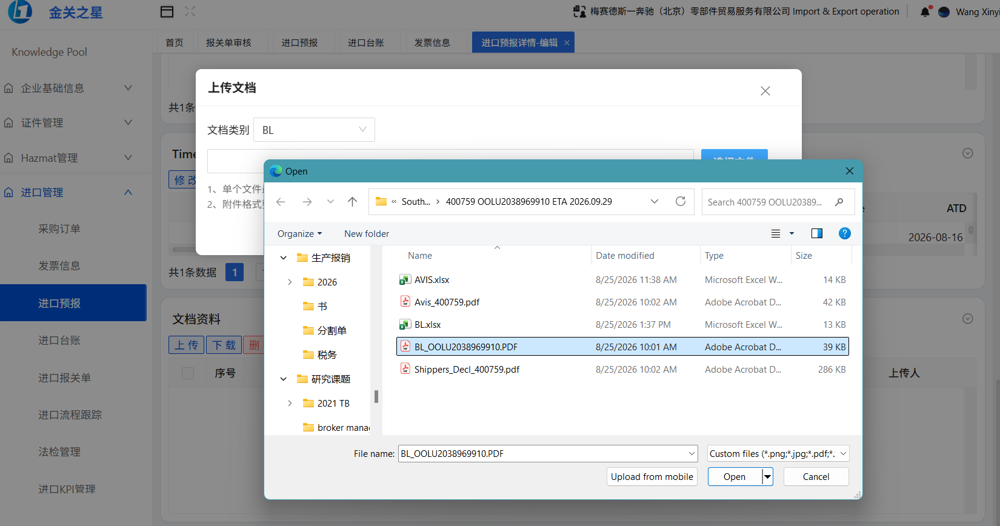 金关之星
梅赛德斯一奔驰（北京）零部件贸易服务有限公司 Import & Export operation
Wang Xinyi
首页
报关单审核
进口预报
进口台账
发票信息
进口预报详情-编辑
Knowledge Pool
企业基础信息
证件管理
Hazmat管理
进口管理
采购订单
发票信息
进口预报
进口台账
进口报关单
进口流程跟踪
法检管理
进口KPI管理
共1条
Time
修 改
ATD
2026-08-16
共1条数据
1
文档资料
上 传
下 载
删
序号
上传人
上传文档
文档类别
BL
1、单个文件
2、附件格式
Open
« South... › 400759 OOLU2038969910 ETA 2026.09.29
Search 400759 OOLU20389...
Organize
New folder
生产报销
2026
书
分割单
税务
研究课题
2021 TB
broker mana
Name Date modified Type Size
AVIS.xlsx 8/25/2026 11:38 AM Microsoft Excel W... 14 KB
Avis_400759.pdf 8/25/2026 10:02 AM Adobe Acrobat D... 42 KB
BL.xlsx 8/25/2026 1:37 PM Microsoft Excel W... 13 KB
BL_OOLU2038969910.PDF 8/25/2026 10:01 AM Adobe Acrobat D... 39 KB
Shippers_Decl_400759.pdf 8/25/2026 10:02 AM Adobe Acrobat D... 286 KB
File name: BL_OOLU2038969910.PDF
Custom files (*.png;*.jpg;*.pdf;*.
Upload from mobile
Open
Cancel